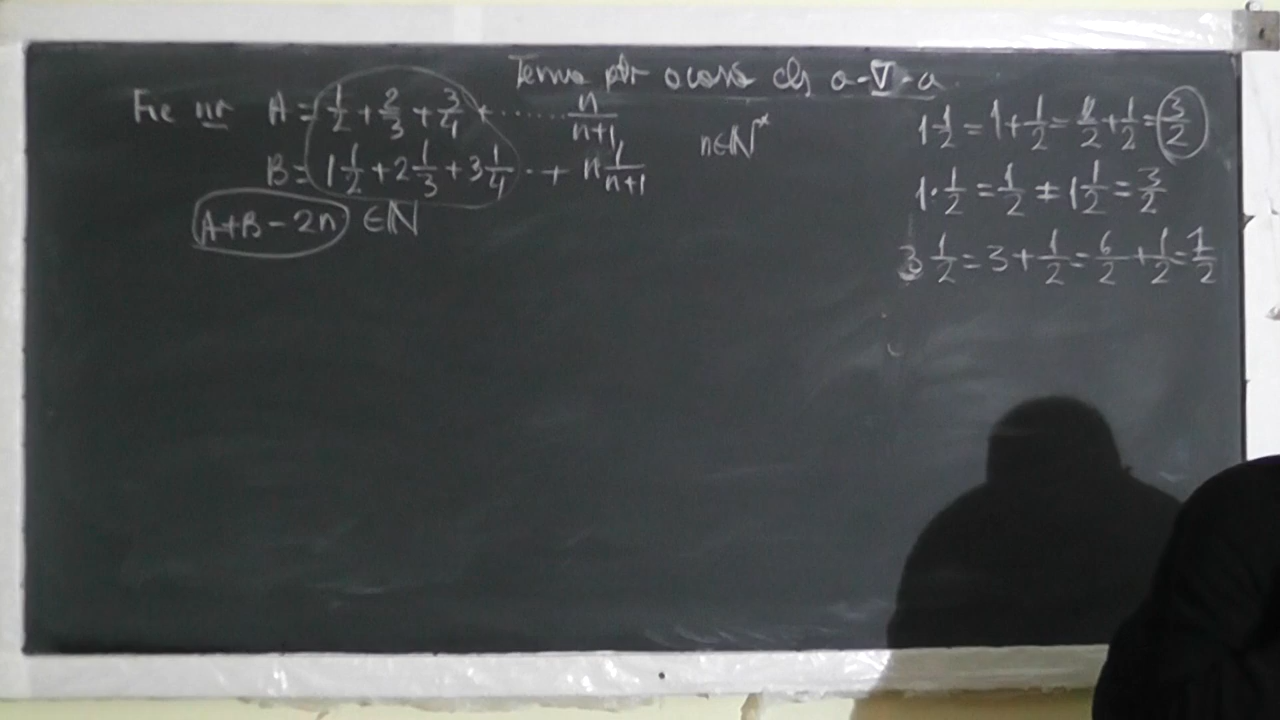 Temă ptr acasă cls a-V-a
Fie nr A = 1/2 + 2/3 + 3/4 + ...... n/n+1
n∈ℕ*
B = 1 1/2 + 2 1/3 + 3 1/4 ..+ n 1/n+1
A+B-2n ∈ℕ
1 1/2 = 1 + 1/2 = 2/2 + 1/2 = 3/2
1·1/2 = 1/2 ≠ 1 1/2 = 3/2
3 1/2 = 3 + 1/2 = 6/2 + 1/2 = 7/2